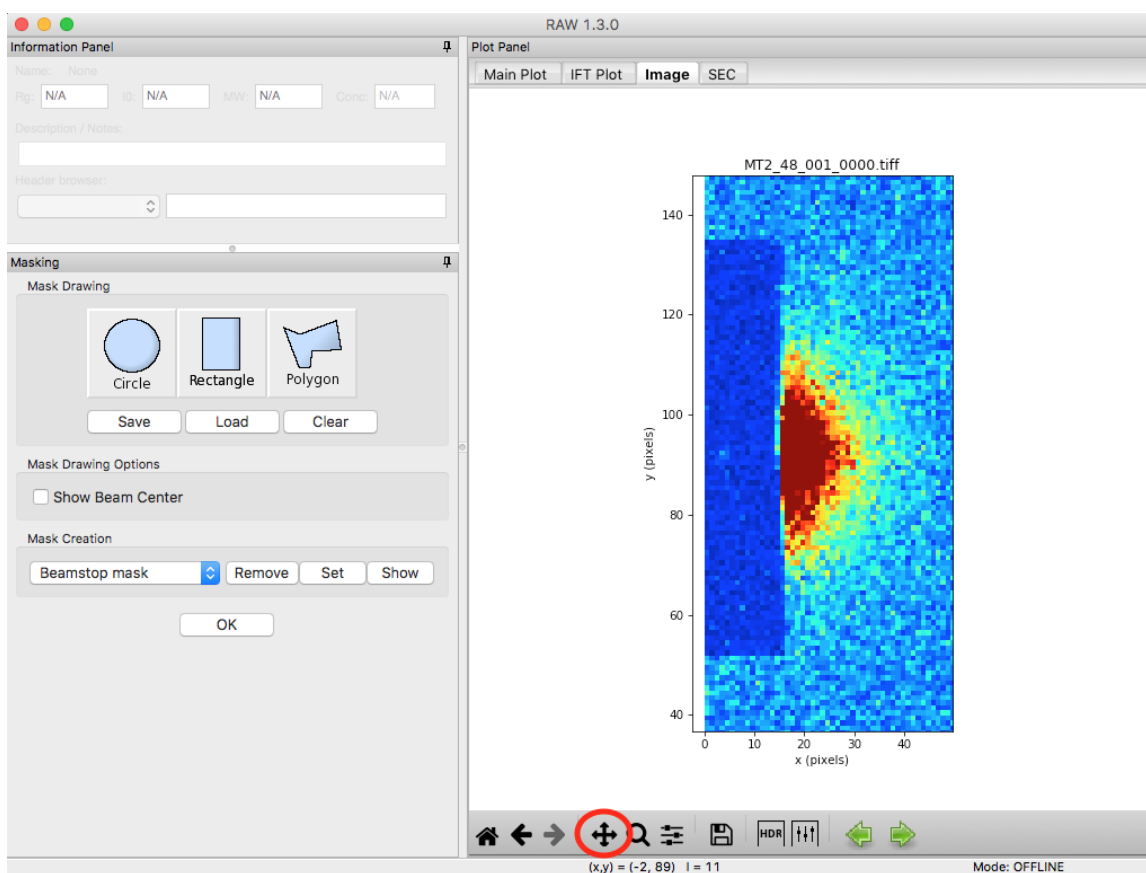 RAW 1.3.0
Information Panel
Name: None
Rg: N/A I0: N/A MW: N/A Conc: N/A
Description / Notes:
Header browser:
Masking
Mask Drawing
Circle
Rectangle
Polygon
Save Load Clear
Mask Drawing Options
Show Beam Center
Mask Creation
Beamstop mask Remove Set Show
OK
Plot Panel
Main Plot IFT Plot Image SEC
MT2_48_001_0000.tiff
140
120
100
80
60
40
y (pixels)
0 10 20 30 40
x (pixels)
HDR
(x,y) = (-2, 89) I = 11
Mode: OFFLINE